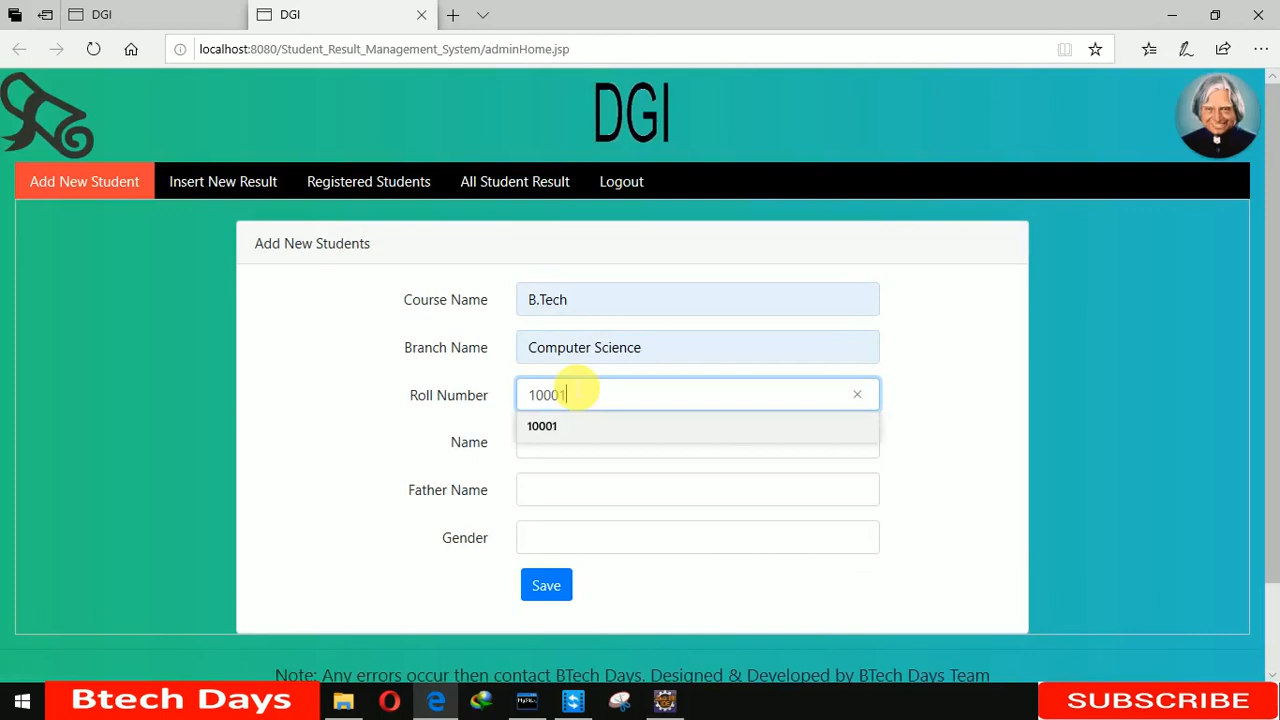 DGI
DGI
localhost:8080/Student_Result_Management_System/adminHome.jsp
DGI
Add New Student
Insert New Result
Registered Students
All Student Result
Logout
Add New Students
Course Name
B.Tech
Branch Name
Computer Science
Roll Number
10001
10001
Name
Father Name
Gender
Save
Note: Any errors occur then contact BTech Days. Designed & Developed by BTech Days Team
Btech Days
SUBSCRIBE